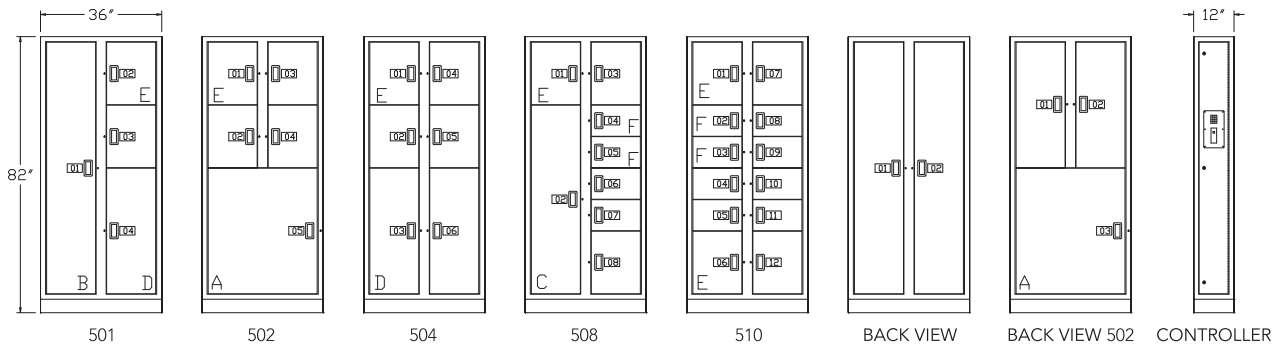 36" 12"
82"
01 02 E 03 04 B D
01 03 E 02 04 05 A
01 04 E 02 05 03 06 D
01 03 E 04 F 05 F 06 02 07 08 C
01 07 E F 02 08 F 03 09 04 10 05 11 06 12 E
01 02
01 02 03 A
501 502 504 508 510 BACK VIEW BACK VIEW 502 CONTROLLER